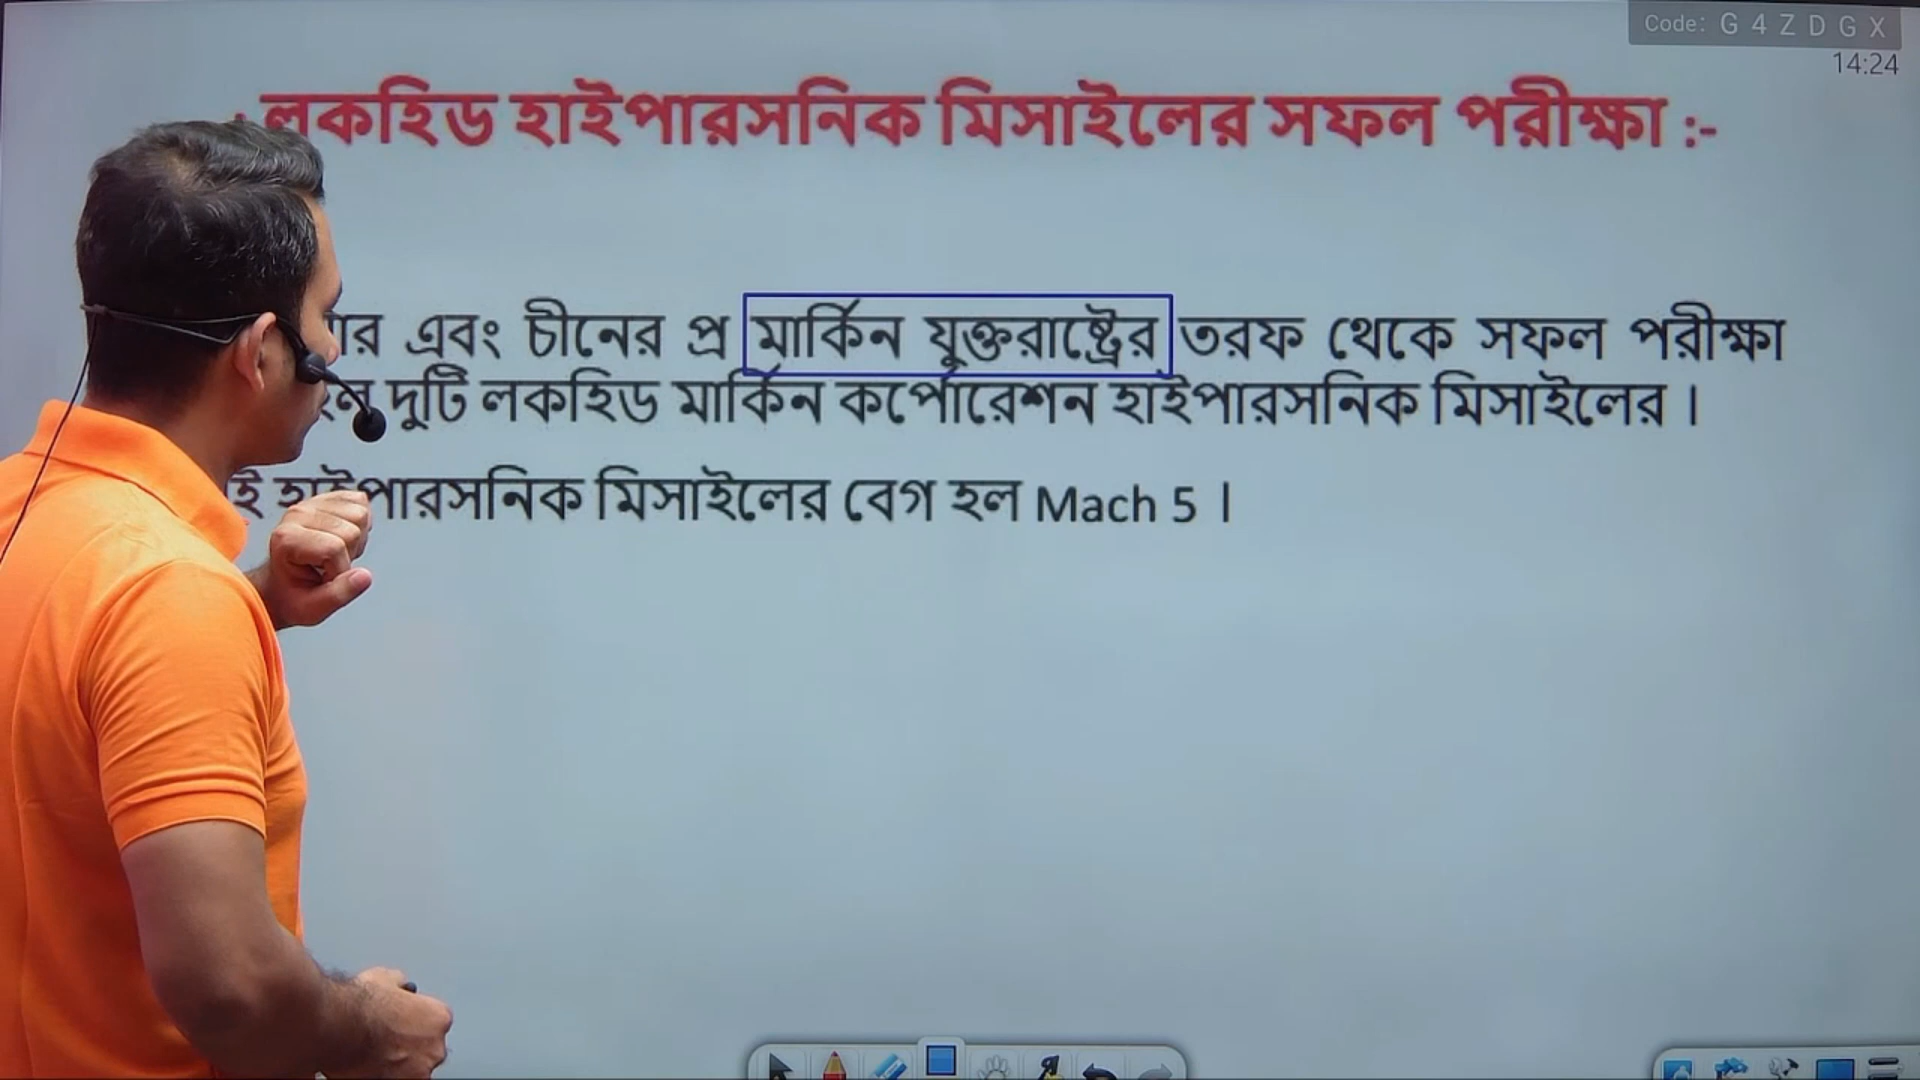 Code: G 4 Z D G X
14:24
লকহিড হাইপারসনিক মিসাইলের সফল পরীক্ষা :-
এবং চীনের প্র মার্কিন যুক্তরাষ্ট্রের তরফ থেকে সফল পরীক্ষা
দুটি লকহিড মার্কিন কর্পোরেশন হাইপারসনিক মিসাইলের ।
হাইপারসনিক মিসাইলের বেগ হল Mach 5 ।